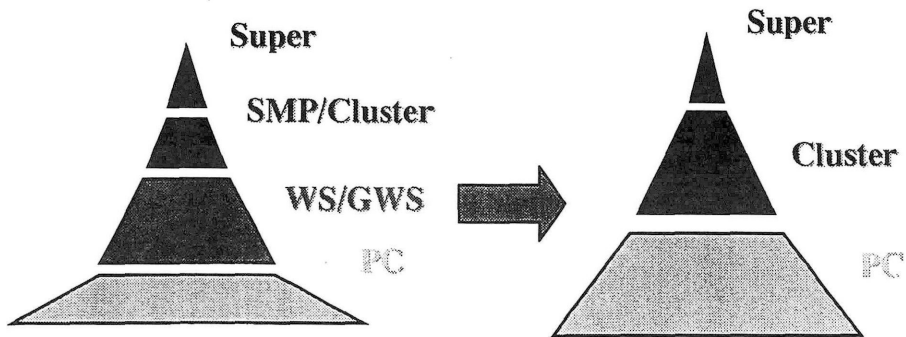 Super
SMP/Cluster
WS/GWS
PC
Super
Cluster
PC